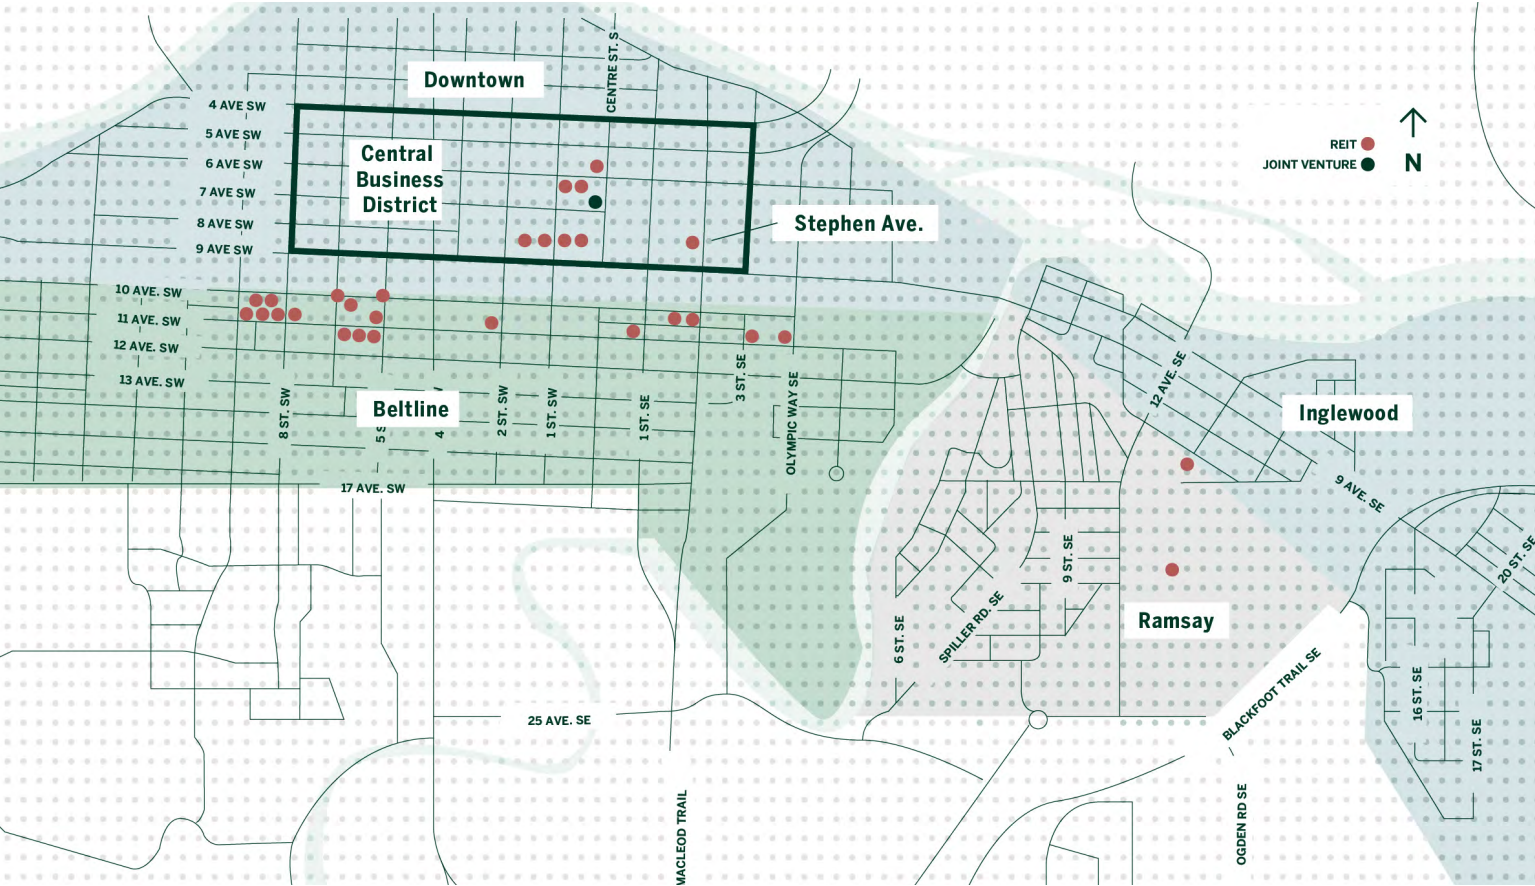 CENTRE ST. S
Downtown
4 AVE SW
5 AVE SW
6 AVE SW
7 AVE SW
8 AVE SW
9 AVE SW
Central
Business
District
Stephen Ave.
REIT
JOINT VENTURE
N
10 AVE. SW
11 AVE. SW
12 AVE. SW
13 AVE. SW
8 ST. SW
5 S
4
2 ST. SW
1 ST. SW
1 ST. SE
3 ST. SE
OLYMPIC WAY SE
Beltline
17 AVE. SW
12 AVE. SE
Inglewood
9 AVE. SE
20 ST. SE
9 ST. SE
6 ST. SE
SPILLER RD. SE
Ramsay
BLACKFOOT TRAIL SE
16 ST. SE
17 ST. SE
25 AVE. SE
MACLEOD TRAIL
OGDEN RD SE